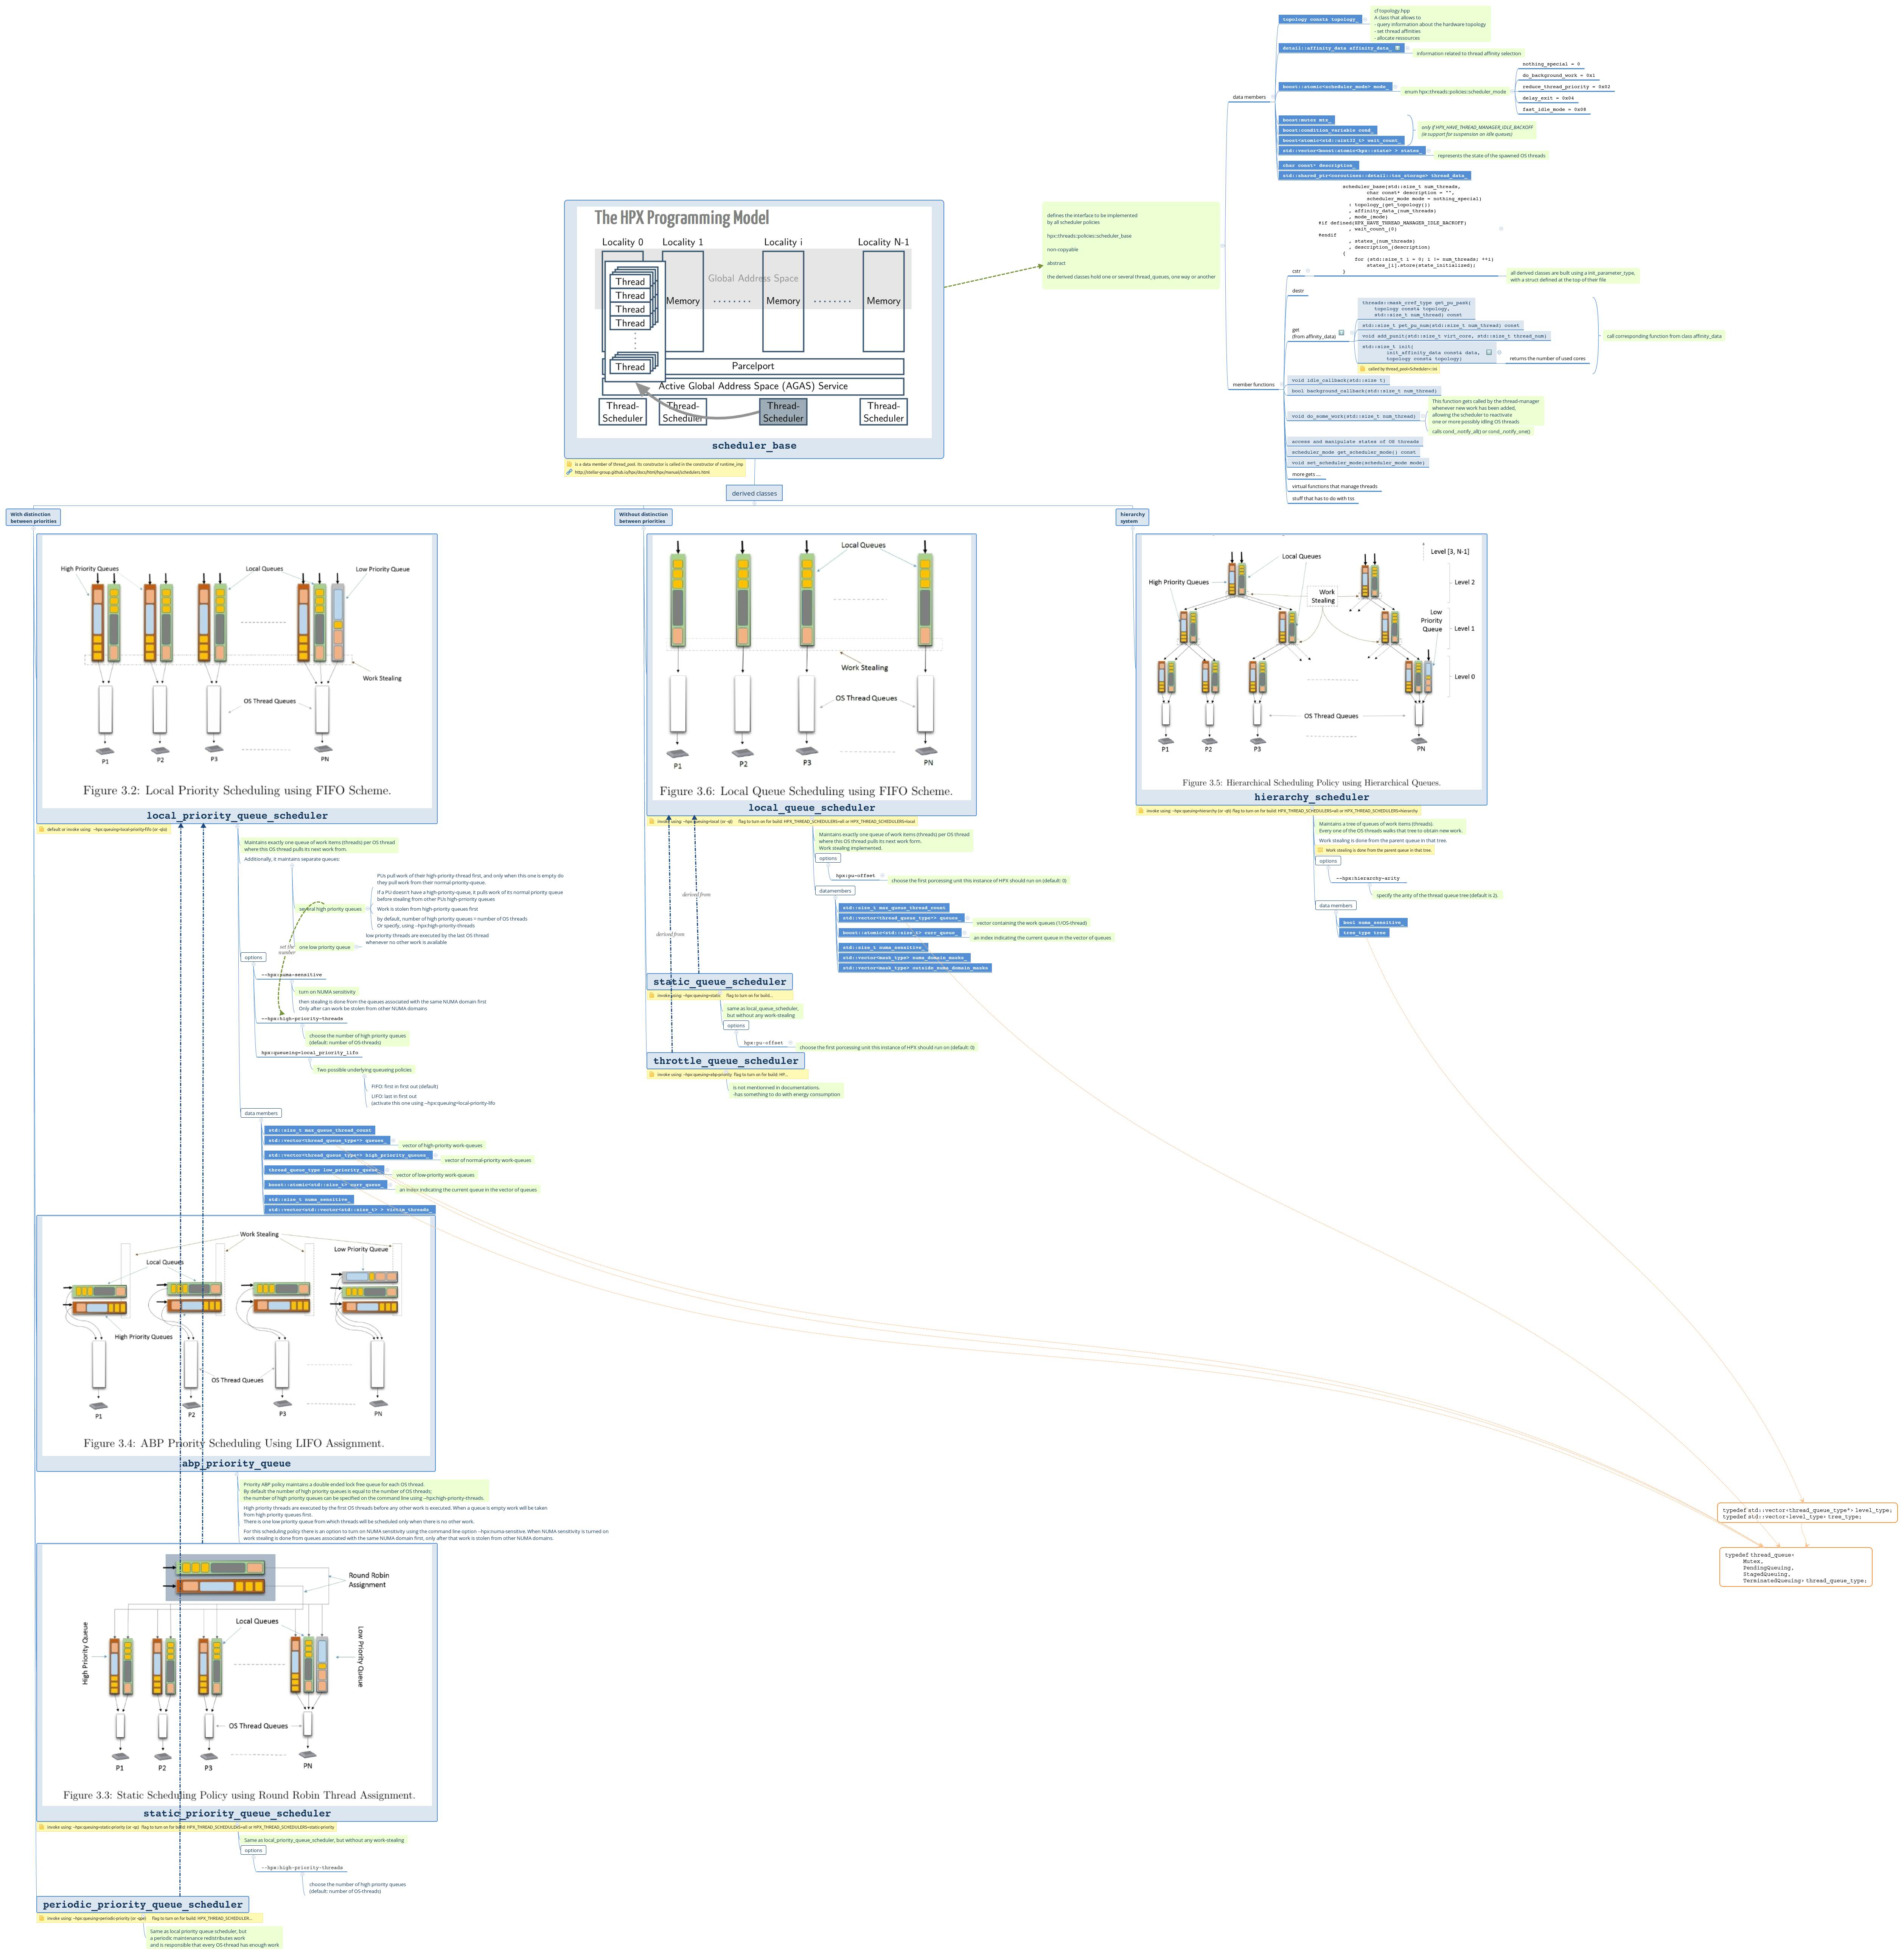 cf topology.hpp
topology const& topology_
A class that allows to
- query information about the hardware topology
- set thread affinities
- allocate ressources
detail::affinity_data affinity_data_
information related to thread affinity selection
nothing_special = 0
do_background_work = 0x1
boost::atomic<scheduler_mode> mode_
enum hpx::threads::policies::scheduler_mode
reduce_thread_priority = 0x02
delay_exit = 0x04
fast_idle_mode = 0x08
data members
boost:mutex mtx_
boost:condition_variable cond_
boost<atomic<std::uint32_t> wait_count_
only if HPX_HAVE_THREAD_MANAGER_IDLE_BACKOFF
(ie support for suspension on idle queues)
std::vector<boost:atomic<hpx::state> > states_
represents the state of the spawned OS threads
char const* description_
std::shared_ptr<coroutines::detail::tss_storage> thread_data_
scheduler_base(std::size_t num_threads,
char const* description = "",
scheduler_mode mode = nothing_special)
: topology_(get_topology())
, affinity_data_(num_threads)
, mode_(mode)
#if defined(HPX_HAVE_THREAD_MANAGER_IDLE_BACKOFF)
, wait_count_(0)
#endif
, states_(num_threads)
, description_(description)
{
for (std::size_t i = 0; i != num_threads; ++i)
states_[i].store(state_initialized);
}
cstr
all derived classes are built using a init_parameter_type,
with a struct defined at the top of their file
destr
get
(from affinity_data)
threads::mask_cref_type get_pu_mask(
topology const& topology,
std::size_t num_thread) const
std::size_t get_pu_num(std::size_t num_thread) const
void add_punit(std::size_t virt_core, std::size_t thread_num)
std::size_t init(
init_affinity_data const& data,
topology const& topology)
returns the number of used cores
called by thread_pool<Scheduler>::ini
call corresponding function from class affinity_data
member functions
void idle_callback(std::size t)
bool background_callback(std::size_t num_thread)
void do_some_work(std::size_t num_thread)
This function gets called by the thread-manager
whenever new work has been added,
allowing the scheduler to reactivate
one or more possibly idling OS threads
calls cond_.notify_all() or cond_.notify_one()
access and manipulate states of OS threads
scheduler_mode get_scheduler_mode() const
void set_scheduler_mode(scheduler_mode mode)
more gets ...
virtual functions that manage threads
stuff that has to do with tss
The HPX Programming Model
Locality 0
Locality 1
Locality i
Locality N-1
Global Address Space
Thread
Thread
Thread
Thread
Thread
Memory
Memory
Memory
Parcelport
Active Global Address Space (AGAS) Service
Thread-
Scheduler
Thread-
Scheduler
Thread-
Scheduler
Thread-
Scheduler
scheduler_base
is a data member of thread_pool. Its constructor is called in the constructor of runtime_imp
http://stellar-group.github.io/hpx/docs/html/hpx/manual/schedulers.html
defines the interface to be implemented
by all scheduler policies
hpx::threads::policies::scheduler_base
non-copyable
abstract
the derived classes hold one or several thread_queues, one way or another
derived classes
With distinction
between priorities
High Priority Queues
Local Queues
Low Priority Queue
Work Stealing
OS Thread Queues
P1
P2
P3
PN
Figure 3.2: Local Priority Scheduling using FIFO Scheme.
local_priority_queue_scheduler
default or invoke using: --hpx:queuing=local-priority-fifo (or -qlo)
Maintains exactly one queue of work items (threads) per OS thread
where this OS thread pulls its next work from.
Additionally, it maintains separate queues:
several high priority queues
PUs pull work of their high-priority-thread first, and only when this one is empty do
they pull work from their normal-priority-queue.
If a PU doesn't have a high-priority-queue, it pulls work of its normal priority queue
before stealing from other PUs high-priority queues
Work is stolen from high-priority queues first
by default, number of high priority queues = number of OS threads
Or specify, using --hpx:high-priority-threads
one low priority queue
low priority threads are executed by the last OS thread
whenever no other work is available
set the
number
options
--hpx:numa-sensitive
turn on NUMA sensitivity
then stealing is done from the queues associated with the same NUMA domain first
Only after can work be stolen from other NUMA domains
--hpx:high-priority-threads
choose the number of high priority queues
(default: number of OS-threads)
hpx:queueing=local_priority_lifo
Two possible underlying queueing policies
FIFO: first in first out (default)
LIFO: last in first out
(activate this one using --hpx:queuing=local-priority-lifo
data members
std::size_t max_queue_thread_count
std::vector<thread_queue_type*> queues_
vector of high-priority work-queues
std::vector<thread_queue_type*> high_priority_queues_
vector of normal-priority work-queues
thread_queue_type low_priority_queue_
vector of low-priority work-queues
boost::atomic<std::size_t> curr_queue_
an index indicating the current queue in the vector of queues
std::size_t numa_sensitive_
std::vector<std::vector<std::size_t> > victim_threads_
Work Stealing
Low Priority Queue
Local Queues
High Priority Queues
OS Thread Queues
P1
P2
P3
PN
Figure 3.4: ABP Priority Scheduling Using LIFO Assignment.
abp_priority_queue
Priority ABP policy maintains a double ended lock free queue for each OS thread.
By default the number of high priority queues is equal to the number of OS threads;
the number of high priority queues can be specified on the command line using --hpx:high-priority-threads.
High priority threads are executed by the first OS threads before any other work is executed. When a queue is empty work will be taken
from high-priority queues first.
There is one low priority queue from which threads will be scheduled only when there is no other work.
For this scheduling policy there is an option to turn on NUMA sensitivity using the command line option --hpx:numa-sensitive. When NUMA sensitivity is turned on
work stealing is done from queues associated with the same NUMA domain first, only after that work is stolen from other NUMA domains.
Round Robin
Assignment
Local Queues
High Priority Queue
Low Priority Queue
OS Thread Queues
P1
P2
P3
PN
Figure 3.3: Static Scheduling Policy using Round Robin Thread Assignment.
static_priority_queue_scheduler
invoke using: --hpx:queuing=static-priority (or -qs) flag to turn on for build: HPX_THREAD_SCHEDULERS=all or HPX_THREAD_SCHEDULERS=static-priority
Same as local_priority_queue_scheduler, but without any work-stealing
options
--hpx:high-priority-threads
choose the number of high priority queues
(default: number of OS-threads)
periodic_priority_queue_scheduler
invoke using: --hpx:queuing=periodic-priority (or -qpe) flag to turn on for build: HPX_THREAD_SCHEDULER...
Same as local priority queue scheduler, but
a periodic maintenance redistributes work
and is responsible that every OS-thread has enough work
Without distinction
between priorities
Local Queues
Work Stealing
OS Thread Queues
P1
P2
P3
PN
Figure 3.6: Local Queue Scheduling using FIFO Scheme.
local_queue_scheduler
invoke using: --hpx:queuing=local (or -ql) flag to turn on for build: HPX_THREAD_SCHEDULERS=all or HPX_THREAD_SCHEDULERS=local
Maintains exactly one queue of work items (threads) per OS thread
where this OS thread pulls its next work form.
Work stealing implemented.
options
hpx:pu-offset
choose the first porcessing unit this instance of HPX should run on (default: 0)
datamembers
std::size_t max_queue_thread_count
std::vector<thread_queue_type*> queues_
vector containing the work queues (1/OS-thread)
boost::atomic<std::size_t> curr_queue_
an index indicating the current queue in the vector of queues
std::size_t numa_sensitive_
std::vector<mask_type> numa_domain_masks_
std::vector<mask_type> outside_numa_domain_masks
derived from
derived from
static_queue_scheduler
invoke using: --hpx:queuing=static flag to turn on for build...
same as local_queue_scheduler,
but without any work-stealing
options
hpx:pu-offset
choose the first porcessing unit this instance of HPX should run on (default: 0)
throttle_queue_scheduler
invoke using: --hpx:queuing=abp-priority flag to turn on for build: HP...
is not mentionned in documentations.
-has something to do with energy consumption
hierarchy
system
Level [3, N-1]
Local Queues
High Priority Queues
Level 2
Work
Stealing
Low
Priority
Queue
Level 1
Level 0
OS Thread Queues
P1
P2
P3
PN
Figure 3.5: Hierarchical Scheduling Policy using Hierarchical Queues.
hierarchy_scheduler
invoke using: --hpx:queuing=hierarchy (or -qh) flag to turn on for build: HPX_THREAD_SCHEDULERS=all or HPX_THREAD_SCHEDULERS=hierarchy
Maintains a tree of queues of work items (threads).
Every one of the OS threads walks that tree to obtain new work.
Work stealing is done from the parent queue in that tree.
Work stealing is done from the parent queue in that tree.
options
--hpx:hierarchy-arity
specify the arity of the thread queue tree (default is 2).
data members
bool numa_sensitive_
tree_type tree
typedef std::vector<thread_queue_type*> level_type;
typedef std::vector<level_type> tree_type;
typedef thread_queue<
Mutex,
PendingQueuing,
StagedQueuing,
TerminatedQueuing> thread_queue_type;